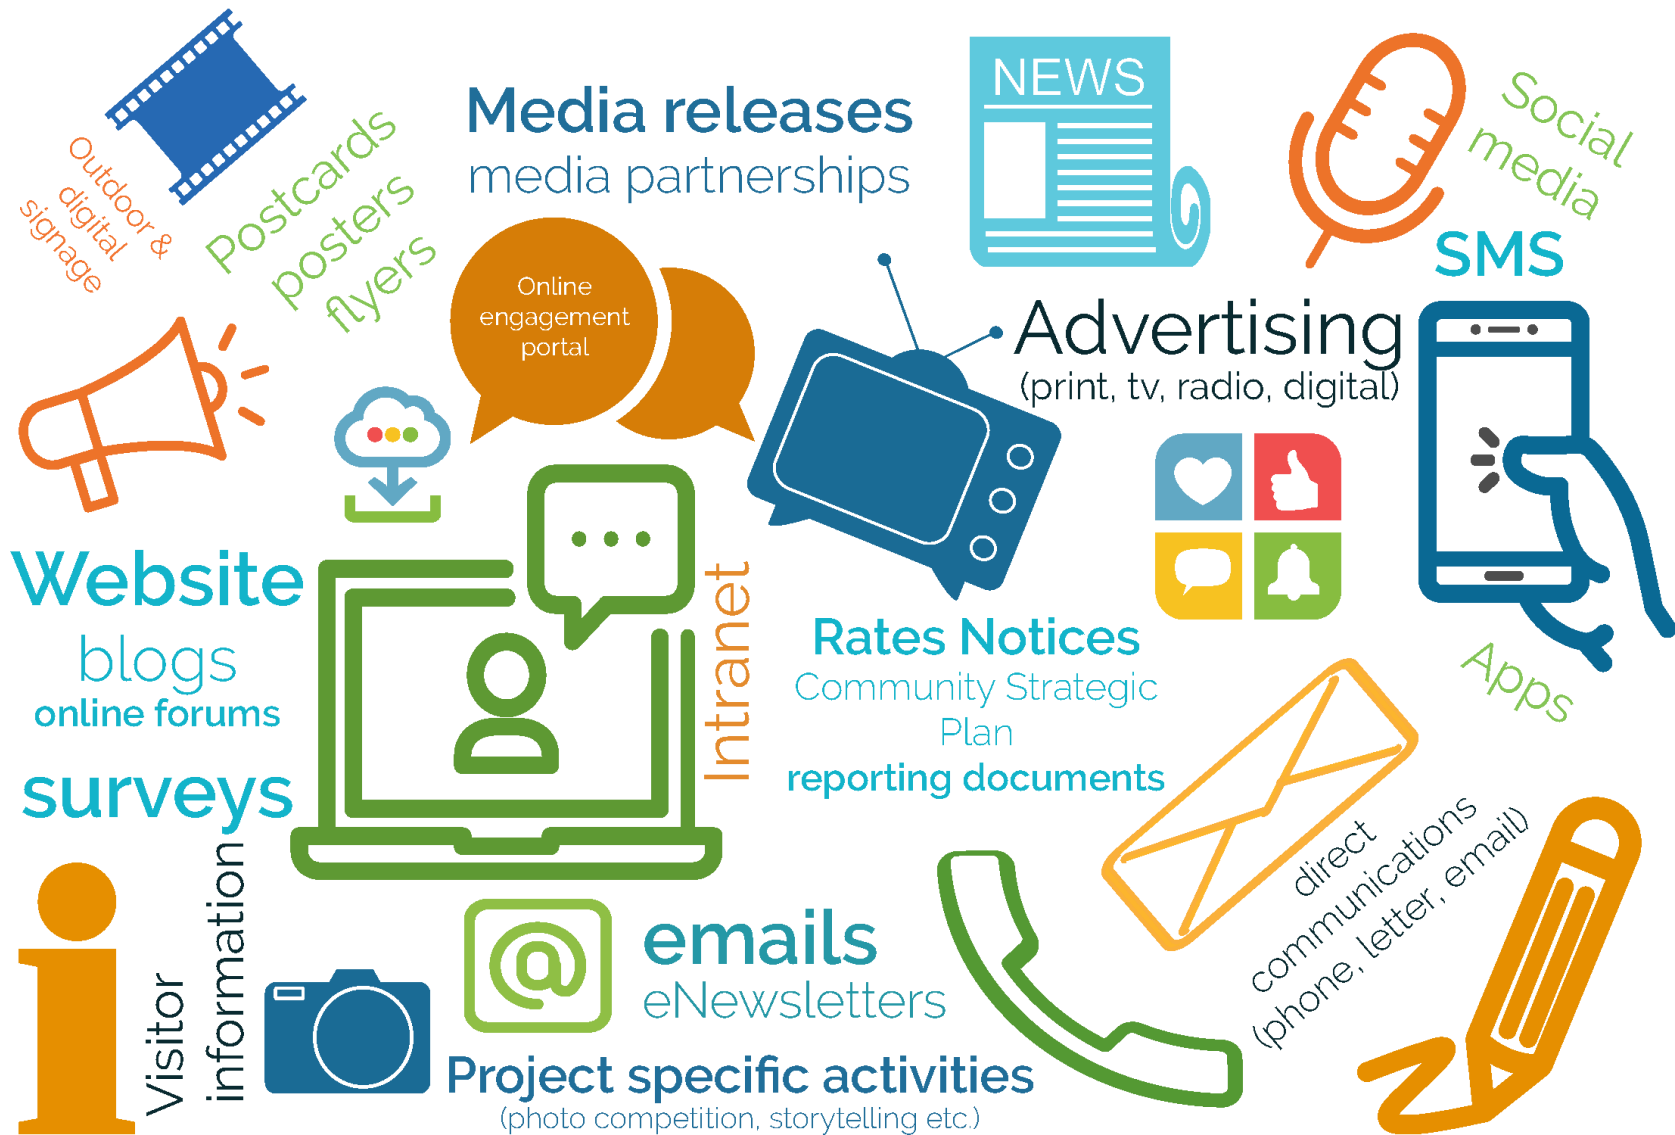 Outdoor &
digital
signage
Postcards
posters
flyers
Media releases
media partnerships
NEWS
Social
media
SMS
Online
engagement
portal
Advertising
(print, tv, radio, digital)
Website
blogs
online forums
surveys
Intranet
Rates Notices
Community Strategic
Plan
reporting documents
Apps
direct
communications
(phone, letter, email)
i
Visitor
information
@
emails
eNewsletters
Project specific activities
(photo competition, storytelling etc.)